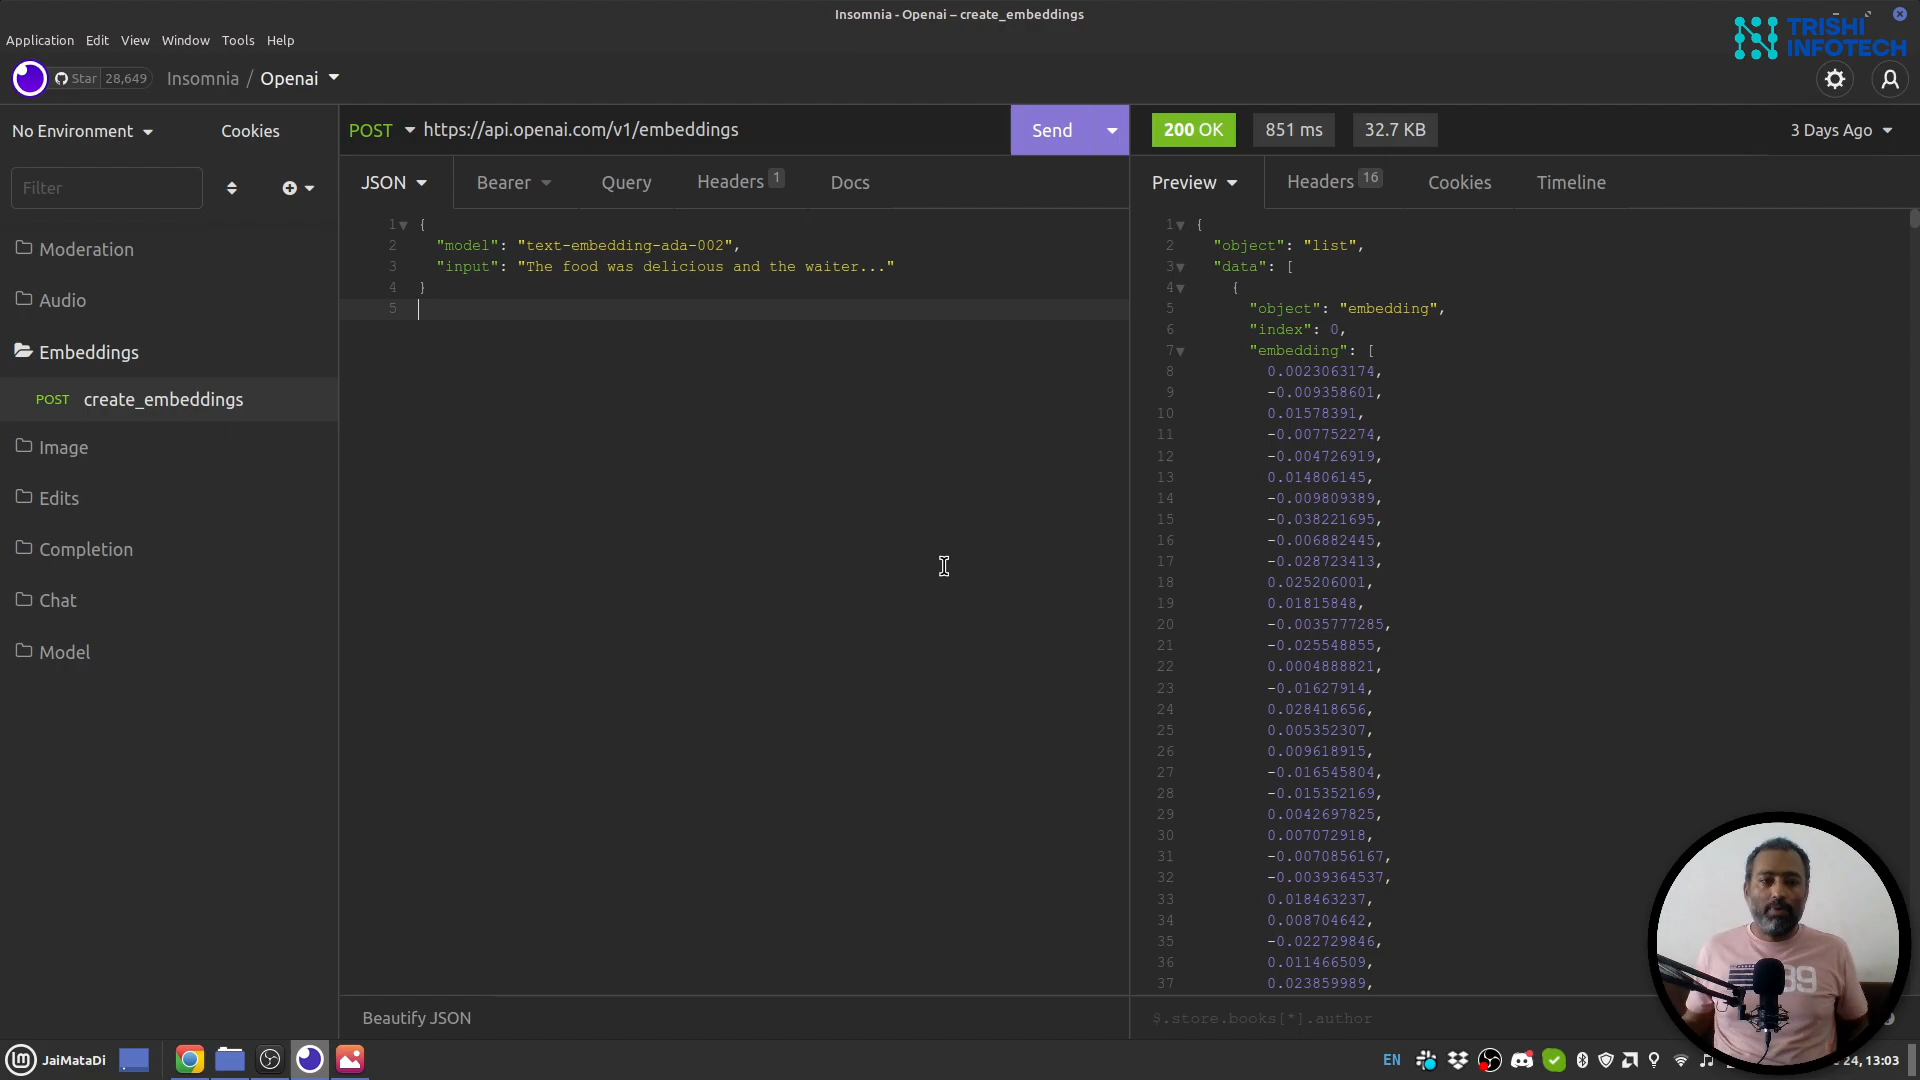 Insomnia - Openai – create_embeddings
TRISHI
INFOTECH
Application Edit View Window Tools Help
Star 28,649 Insomnia / Openai
No Environment Cookies
POST https://api.openai.com/v1/embeddings Send
200 OK 851 ms 32.7 KB 3 Days Ago
Filter
JSON Bearer Query Headers 1 Docs
Preview Headers 16 Cookies Timeline
Moderation
Audio
Embeddings
POST create_embeddings
Image
Edits
Completion
Chat
Model
1 {
2 "model": "text-embedding-ada-002",
3 "input": "The food was delicious and the waiter..."
4 }
5
Beautify JSON
1 {
2 "object": "list",
3 "data": [
4 {
5 "object": "embedding",
6 "index": 0,
7 "embedding": [
8 0.0023063174,
9 -0.009358601,
10 0.01578391,
11 -0.007752274,
12 -0.004726919,
13 0.014806145,
14 -0.009809389,
15 -0.038221695,
16 -0.006882445,
17 -0.028723413,
18 0.025206001,
19 0.01815848,
20 -0.0035777285,
21 -0.025548855,
22 0.0004888821,
23 -0.01627914,
24 0.028418656,
25 0.005352307,
26 0.009618915,
27 -0.016545804,
28 -0.015352169,
29 0.0042697825,
30 0.007072918,
31 -0.0070856167,
32 -0.0039364537,
33 0.018463237,
34 0.008704642,
35 -0.022729846,
36 0.011466509,
37 0.023859989,
$.store.books[*].author
89
JaiMataDi
EN
24, 13:03